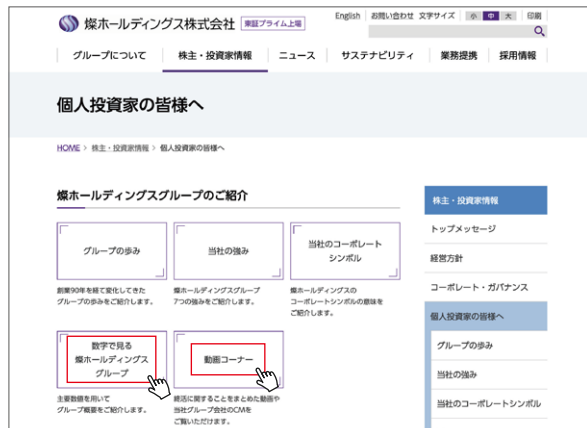 燦ホールディングス株式会社 東証プライム上場
English お問い合わせ 文字サイズ 小 中 大 印刷
グループについて 株主・投資家情報 ニュース サステナビリティ 業務提携 採用情報
個人投資家の皆様へ
HOME > 株主・投資家情報 > 個人投資家の皆様へ
燦ホールディングスグループのご紹介
グループの歩み
創業90年を経て変化してきた
グループの歩みをご紹介します。
当社の強み
燦ホールディングスグループ
7つの強みをご紹介します。
当社のコーポレート
シンボル
燦ホールディングスの
コーポレートシンボルの意味を
ご紹介します。
数字で見る
燦ホールディングス
グループ
主要数値を用いて
グループ概要をご紹介します。
動画コーナー
終活に関することをまとめた動画や
当社グループ会社のCMを
ご覧いただけます。
株主・投資家情報
トップメッセージ
経営方針
コーポレート・ガバナンス
個人投資家の皆様へ
グループの歩み
当社の強み
当社のコーポレートシンボル